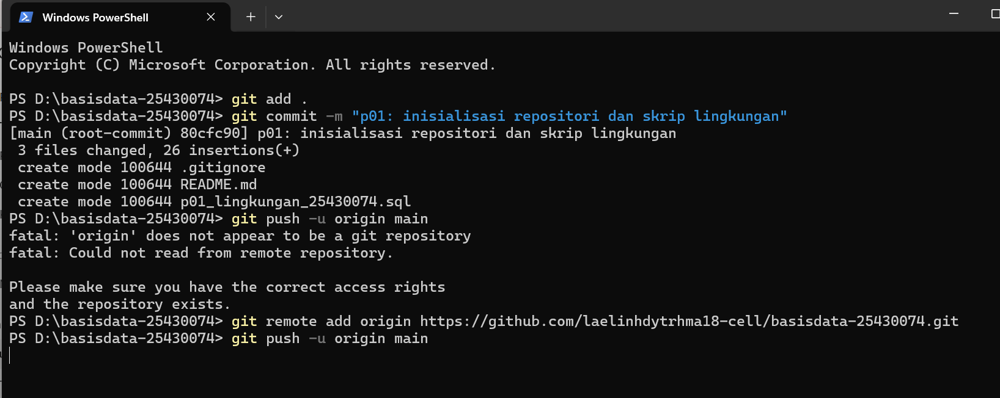 Windows PowerShell
Windows PowerShell
Copyright (C) Microsoft Corporation. All rights reserved.
PS D:\basisdata-25430074> git add .
PS D:\basisdata-25430074> git commit -m "p01: inisialisasi repositori dan skrip lingkungan"
[main (root-commit) 80cfc90] p01: inisialisasi repositori dan skrip lingkungan
 3 files changed, 26 insertions(+)
 create mode 100644 .gitignore
 create mode 100644 README.md
 create mode 100644 p01_lingkungan_25430074.sql
PS D:\basisdata-25430074> git push -u origin main
fatal: 'origin' does not appear to be a git repository
fatal: Could not read from remote repository.
Please make sure you have the correct access rights
and the repository exists.
PS D:\basisdata-25430074> git remote add origin https://github.com/laelinhdytrhma18-cell/basisdata-25430074.git
PS D:\basisdata-25430074> git push -u origin main